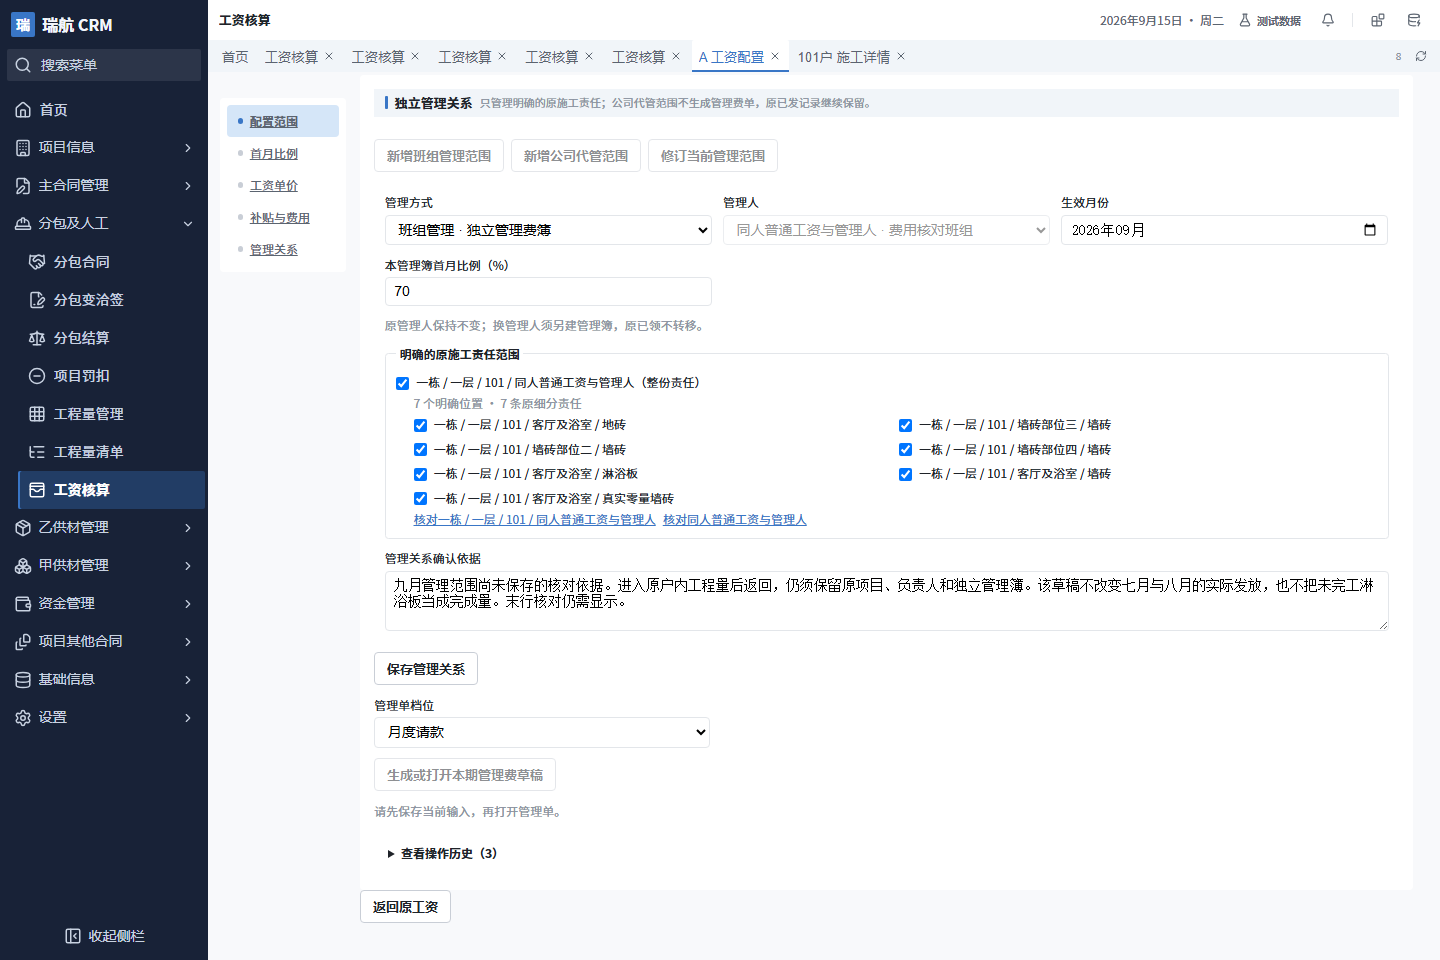 瑞 瑞航 CRM
搜索菜单
首页
项目信息
主合同管理
分包及人工
分包合同
分包变洽签
分包结算
项目罚扣
工程量管理
工程量清单
工资核算
乙供材管理
甲供材管理
资金管理
项目其他合同
基础信息
设置
收起侧栏
工资核算
2026年9月15日 · 周二 测试数据
首页 工资核算 × 工资核算 × 工资核算 × 工资核算 × 工资核算 × A 工资配置 × 101户 施工详情 × 8
配置范围
首月比例
工资单价
补贴与费用
管理关系
独立管理关系 只管理明确的原施工责任；公司代管范围不生成管理费单，原已发记录继续保留。
新增班组管理范围 新增公司代管范围 修订当前管理范围
管理方式 管理人 生效月份
班组管理 · 独立管理费簿 同人普通工资与管理人 · 费用核对班组 2026年09月
本管理簿首月比例（%）
70
原管理人保持不变；换管理人须另建管理簿，原已领不转移。
明确的原施工责任范围
一栋 / 一层 / 101 / 同人普通工资与管理人（整份责任）
7 个明确位置 · 7 条原细分责任
一栋 / 一层 / 101 / 客厅及浴室 / 地砖 一栋 / 一层 / 101 / 墙砖部位三 / 墙砖
一栋 / 一层 / 101 / 墙砖部位二 / 墙砖 一栋 / 一层 / 101 / 墙砖部位四 / 墙砖
一栋 / 一层 / 101 / 客厅及浴室 / 淋浴板 一栋 / 一层 / 101 / 客厅及浴室 / 墙砖
一栋 / 一层 / 101 / 客厅及浴室 / 真实零量墙砖
核对一栋 / 一层 / 101 / 同人普通工资与管理人 核对同人普通工资与管理人
管理关系确认依据
九月管理范围尚未保存的核对依据。进入原户内工程量后返回，仍须保留原项目、负责人和独立管理簿。该草稿不改变七月与八月的实际发放，也不把未完工淋
浴板当成完成量。末行核对仍需显示。
保存管理关系
管理单档位
月度请款
生成或打开本期管理费草稿
请先保存当前输入，再打开管理单。
查看操作历史（3）
返回原工资